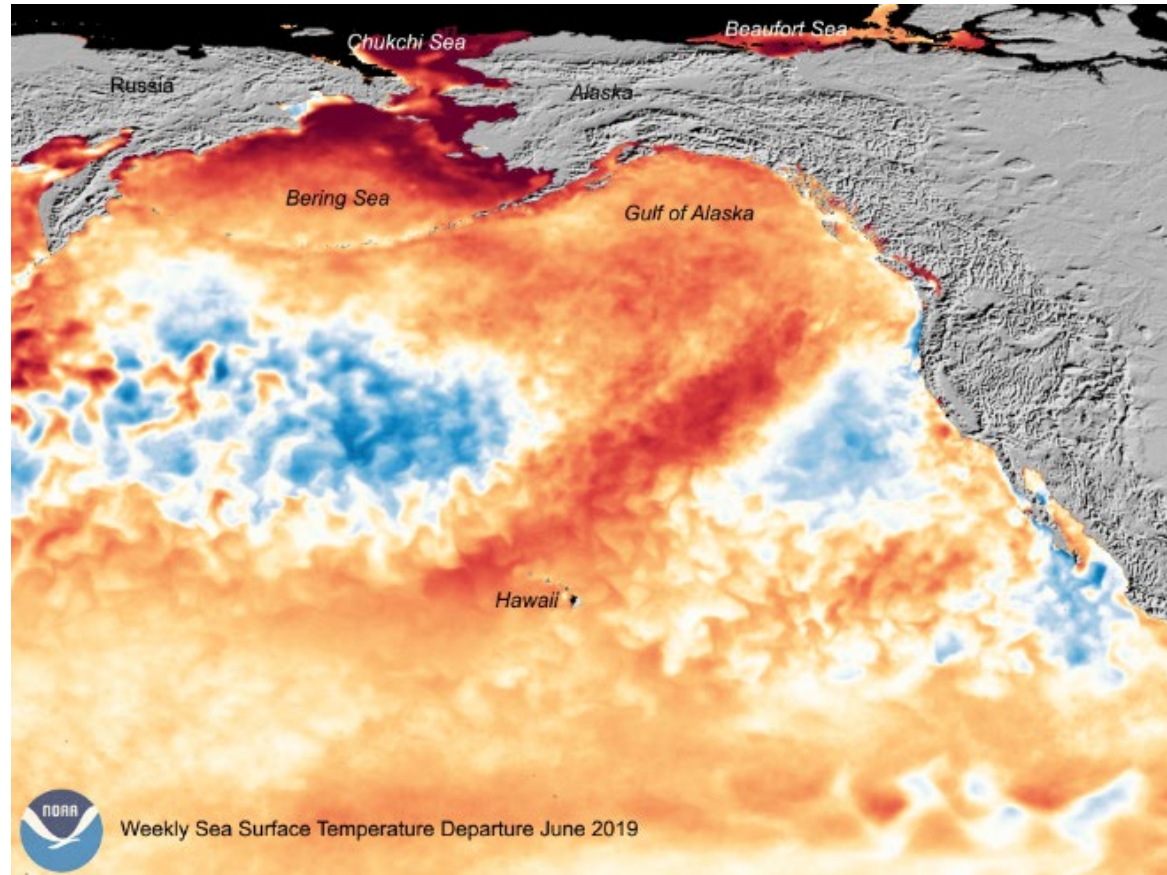 Chukchi Sea
Beaufort Sea
Russia
Alaska
Bering Sea
Gulf of Alaska
Hawaii
NOAA
Weekly Sea Surface Temperature Departure June 2019